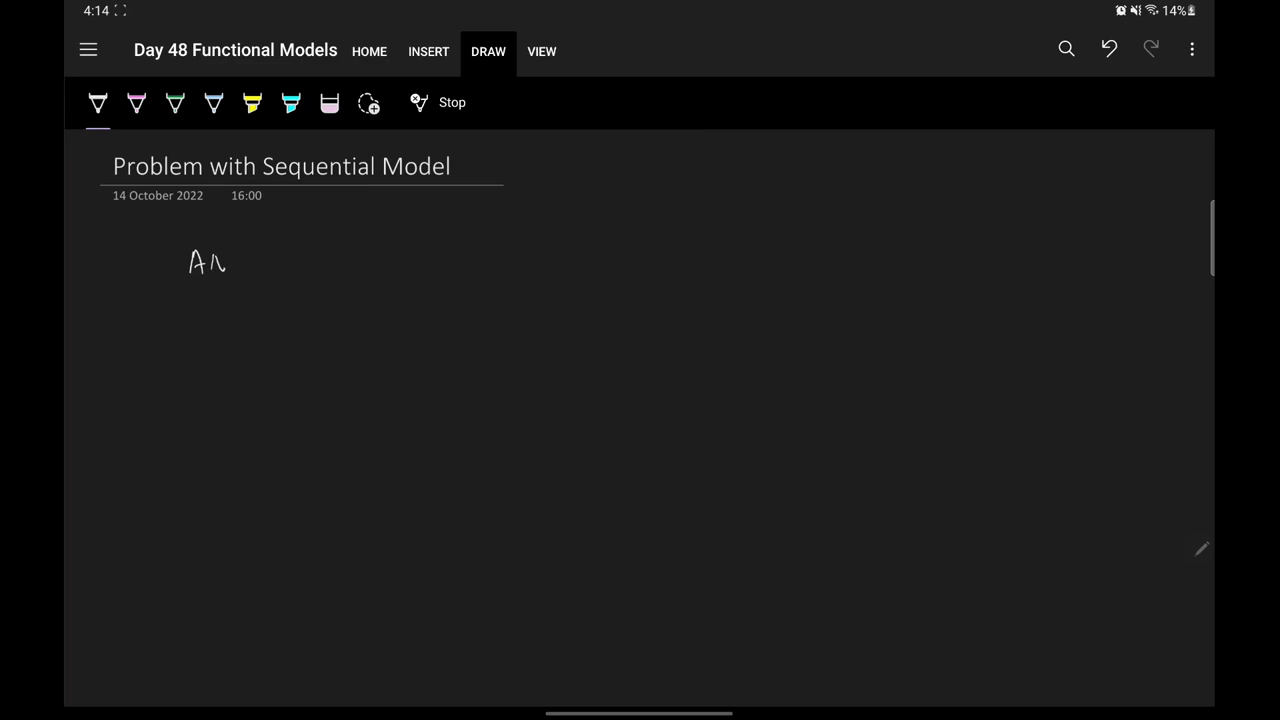 4:14 14%
Day 48 Functional Models HOME INSERT DRAW VIEW
Stop
Problem with Sequential Model
14 October 2022 16:00
AN